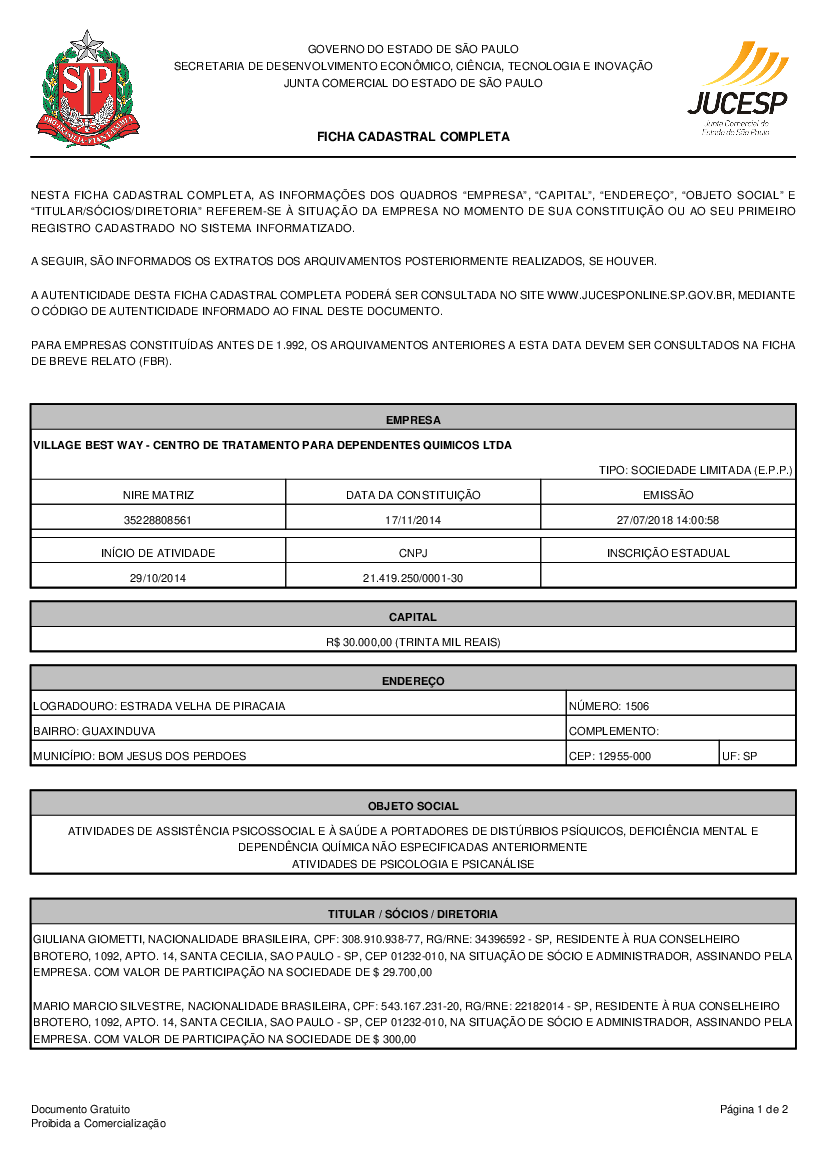 GOVERNO DO ESTADO DE SÃO PAULO
SECRETARIA DE DESENVOLVIMENTO ECONÔMICO, CIÊNCIA, TECNOLOGIA E INOVAÇÃO
JUNTA COMERCIAL DO ESTADO DE SÃO PAULO
JUCESP
Junta Comercial do
Estado de São Paulo
FICHA CADASTRAL COMPLETA
NESTA FICHA CADASTRAL COMPLETA, AS INFORMAÇÕES DOS QUADROS “EMPRESA”, “CAPITAL”, “ENDEREÇO”, “OBJETO SOCIAL” E
“TITULAR/SÓCIOS/DIRETORIA” REFEREM-SE À SITUAÇÃO DA EMPRESA NO MOMENTO DE SUA CONSTITUIÇÃO OU AO SEU PRIMEIRO
REGISTRO CADASTRADO NO SISTEMA INFORMATIZADO.
A SEGUIR, SÃO INFORMADOS OS EXTRATOS DOS ARQUIVAMENTOS POSTERIORMENTE REALIZADOS, SE HOUVER.
A AUTENTICIDADE DESTA FICHA CADASTRAL COMPLETA PODERÁ SER CONSULTADA NO SITE WWW.JUCESPONLINE.SP.GOV.BR, MEDIANTE
O CÓDIGO DE AUTENTICIDADE INFORMADO AO FINAL DESTE DOCUMENTO.
PARA EMPRESAS CONSTITUÍDAS ANTES DE 1.992, OS ARQUIVAMENTOS ANTERIORES A ESTA DATA DEVEM SER CONSULTADOS NA FICHA
DE BREVE RELATO (FBR).
EMPRESA
VILLAGE BEST WAY - CENTRO DE TRATAMENTO PARA DEPENDENTES QUIMICOS LTDA
TIPO: SOCIEDADE LIMITADA (E.P.P.)
NIRE MATRIZ DATA DA CONSTITUIÇÃO EMISSÃO
35228808561 17/11/2014 27/07/2018 14:00:58
INÍCIO DE ATIVIDADE CNPJ INSCRIÇÃO ESTADUAL
29/10/2014 21.419.250/0001-30
CAPITAL
R$ 30.000,00 (TRINTA MIL REAIS)
ENDEREÇO
LOGRADOURO: ESTRADA VELHA DE PIRACAIA NÚMERO: 1506
BAIRRO: GUAXINDUVA COMPLEMENTO:
MUNICÍPIO: BOM JESUS DOS PERDOES CEP: 12955-000 UF: SP
OBJETO SOCIAL
ATIVIDADES DE ASSISTÊNCIA PSICOSSOCIAL E À SAÚDE A PORTADORES DE DISTÚRBIOS PSÍQUICOS, DEFICIÊNCIA MENTAL E
DEPENDÊNCIA QUÍMICA NÃO ESPECIFICADAS ANTERIORMENTE
ATIVIDADES DE PSICOLOGIA E PSICANÁLISE
TITULAR / SÓCIOS / DIRETORIA
GIULIANA GIOMETTI, NACIONALIDADE BRASILEIRA, CPF: 308.910.938-77, RG/RNE: 34396592 - SP, RESIDENTE À RUA CONSELHEIRO
BROTERO, 1092, APTO. 14, SANTA CECILIA, SAO PAULO - SP, CEP 01232-010, NA SITUAÇÃO DE SÓCIO E ADMINISTRADOR, ASSINANDO PELA
EMPRESA. COM VALOR DE PARTICIPAÇÃO NA SOCIEDADE DE $ 29.700,00
MARIO MARCIO SILVESTRE, NACIONALIDADE BRASILEIRA, CPF: 543.167.231-20, RG/RNE: 22182014 - SP, RESIDENTE À RUA CONSELHEIRO
BROTERO, 1092, APTO. 14, SANTA CECILIA, SAO PAULO - SP, CEP 01232-010, NA SITUAÇÃO DE SÓCIO E ADMINISTRADOR, ASSINANDO PELA
EMPRESA. COM VALOR DE PARTICIPAÇÃO NA SOCIEDADE DE $ 300,00
Documento Gratuito
Proibida a Comercialização
Página 1 de 2